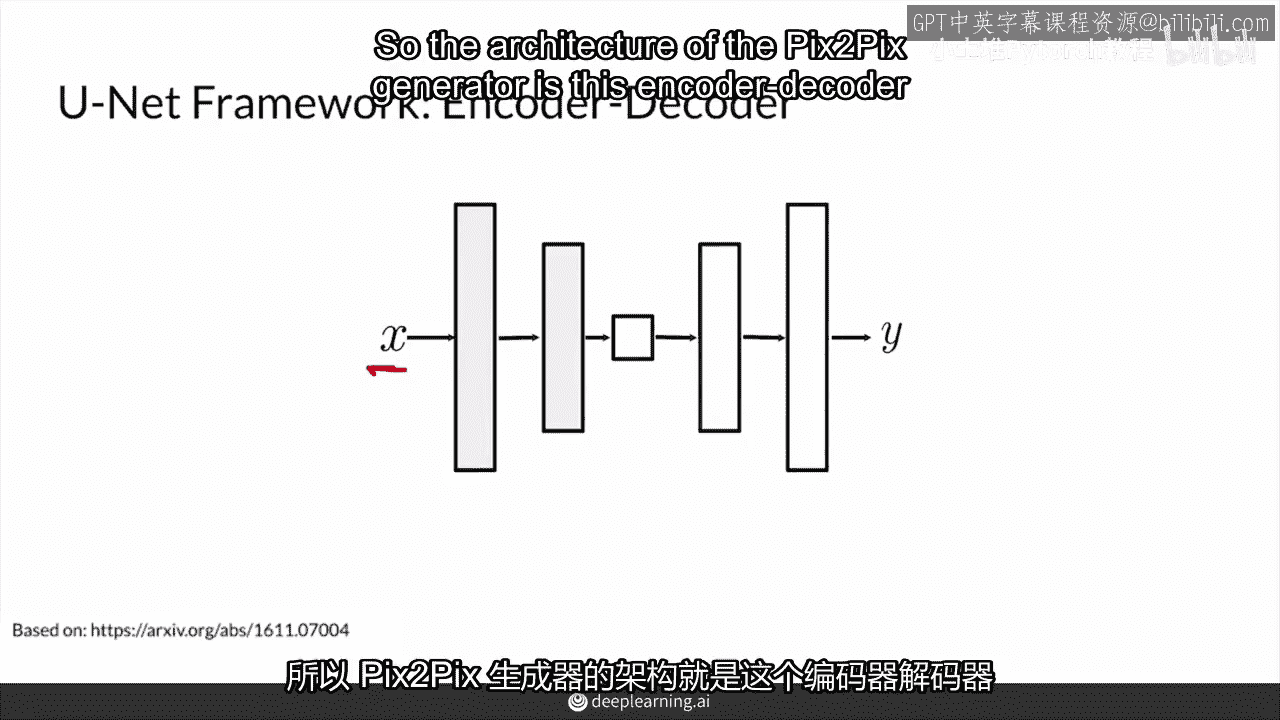 GPT中英字幕课程资源@bilibili.com
So the architecture of the Pix2Pix
generator is this encoder-decoder
U-Net Framework: Encoder-Decoder
x
y
Based on: https://arxiv.org/abs/1611.07004
所以 Pix2Pix 生成器的架构就是这个编码器解码器
deeplearning.ai